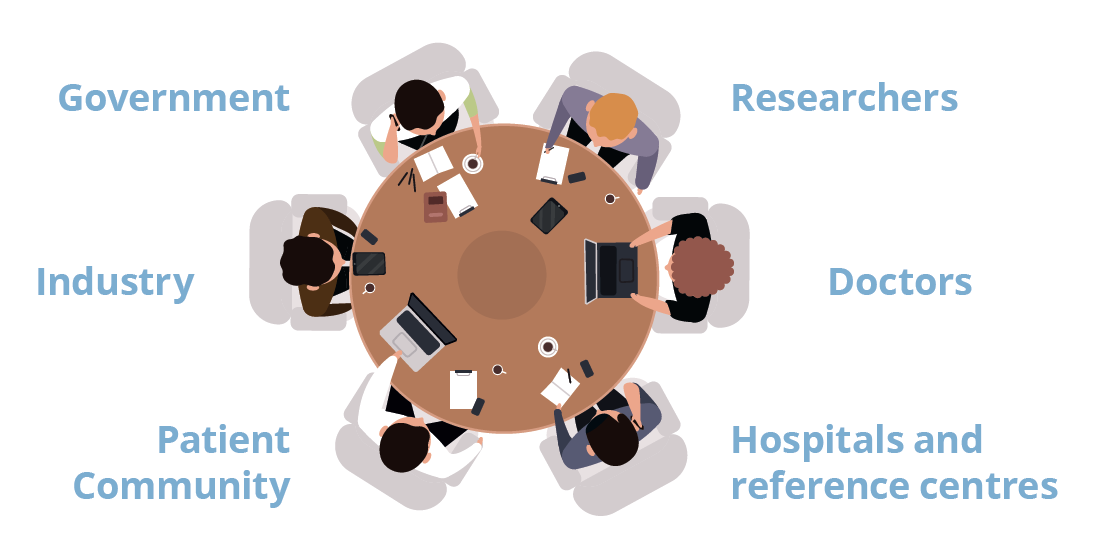 Government
Researchers
Industry
Doctors
Patient
Community
Hospitals and
reference centres